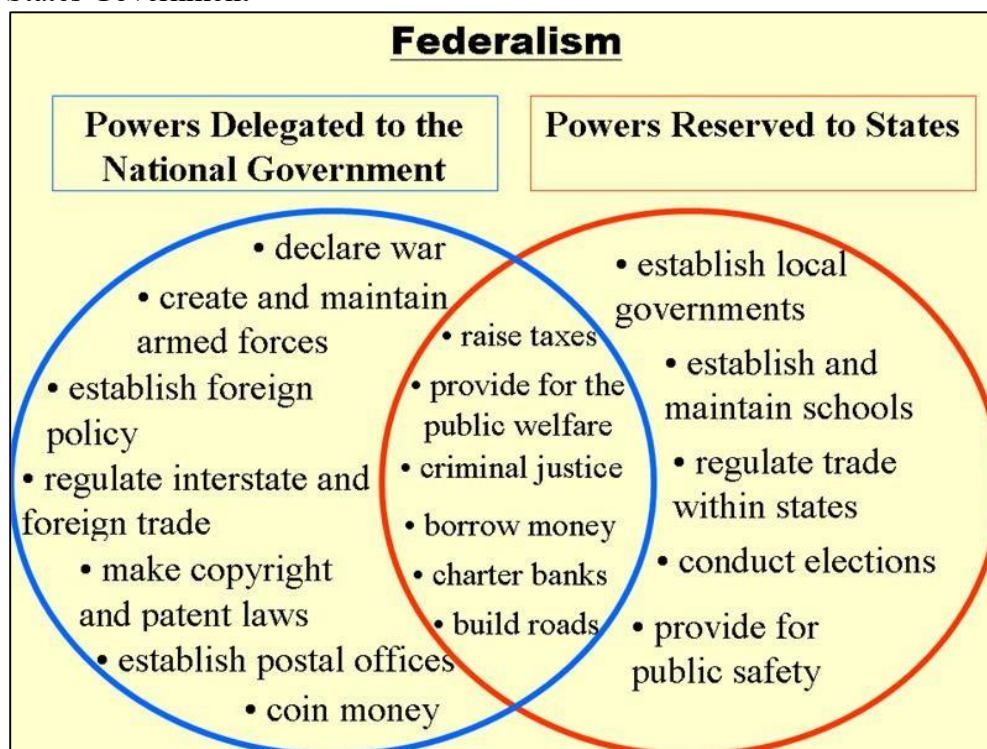 Federalism
Powers Delegated to the
National Government
Powers Reserved to States
• declare war
• create and maintain
armed forces
• establish foreign
policy
• regulate interstate and
foreign trade
• make copyright
and patent laws
• establish postal offices
• coin money
• raise taxes
• provide for the
public welfare
• criminal justice
• borrow money
• charter banks
• build roads
• establish local
governments
• establish and
maintain schools
• regulate trade
within states
• conduct elections
• provide for
public safety